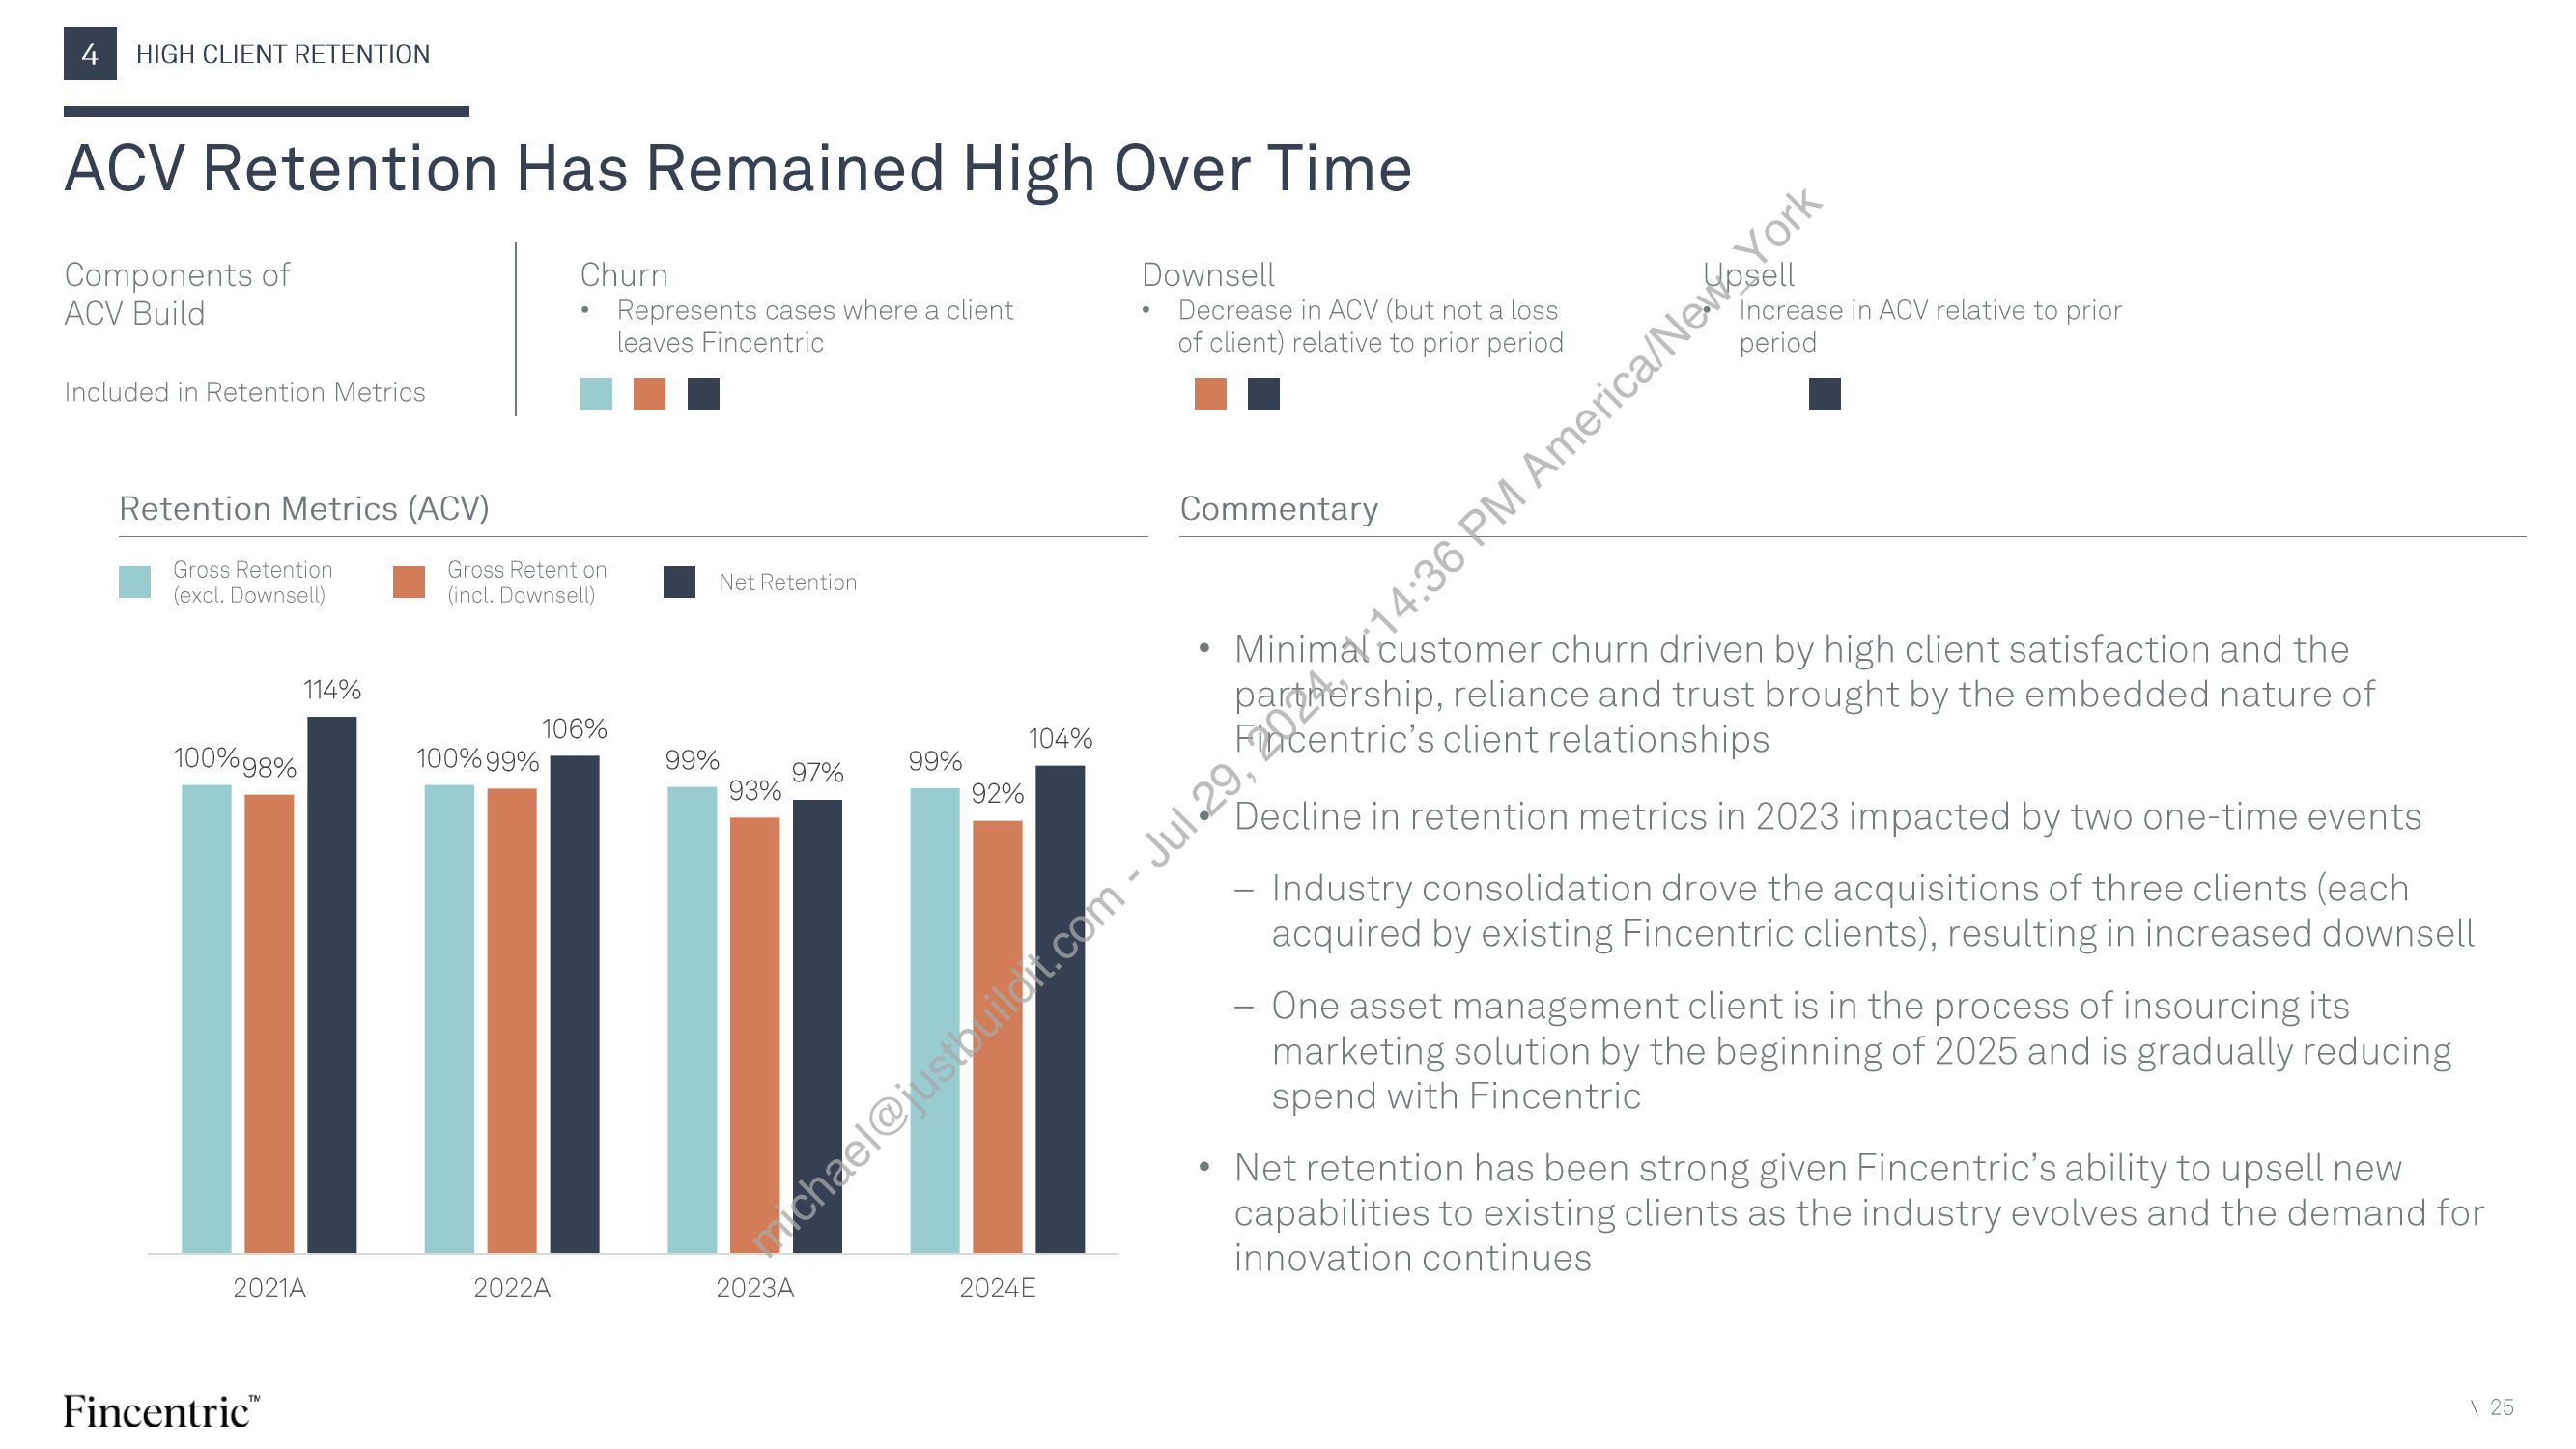 4 HIGH CLIENT RETENTION
ACV Retention Has Remained High Over Time
Components of
ACV Build
Included in Retention Metrics
Churn
• Represents cases where a client
leaves Fincentric
Downsell
• Decrease in ACV (but not a loss
of client) relative to prior period
Upsell
• Increase in ACV relative to prior
period
Retention Metrics (ACV)
Gross Retention
(excl. Downsell)
Gross Retention
(incl. Downsell)
Net Retention
100% 98% 114%
100% 99% 106%
99% 93% 97%
99% 92% 104%
2021A 2022A 2023A 2024E
Commentary
• Minimal customer churn driven by high client satisfaction and the
partnership, reliance and trust brought by the embedded nature of
Fincentric’s client relationships
• Decline in retention metrics in 2023 impacted by two one-time events
– Industry consolidation drove the acquisitions of three clients (each
acquired by existing Fincentric clients), resulting in increased downsell
– One asset management client is in the process of insourcing its
marketing solution by the beginning of 2025 and is gradually reducing
spend with Fincentric
• Net retention has been strong given Fincentric’s ability to upsell new
capabilities to existing clients as the industry evolves and the demand for
innovation continues
michael@justbuildit.com - Jul 29, 2024, 1:14:36 PM America/New_York
Fincentric™
\ 25